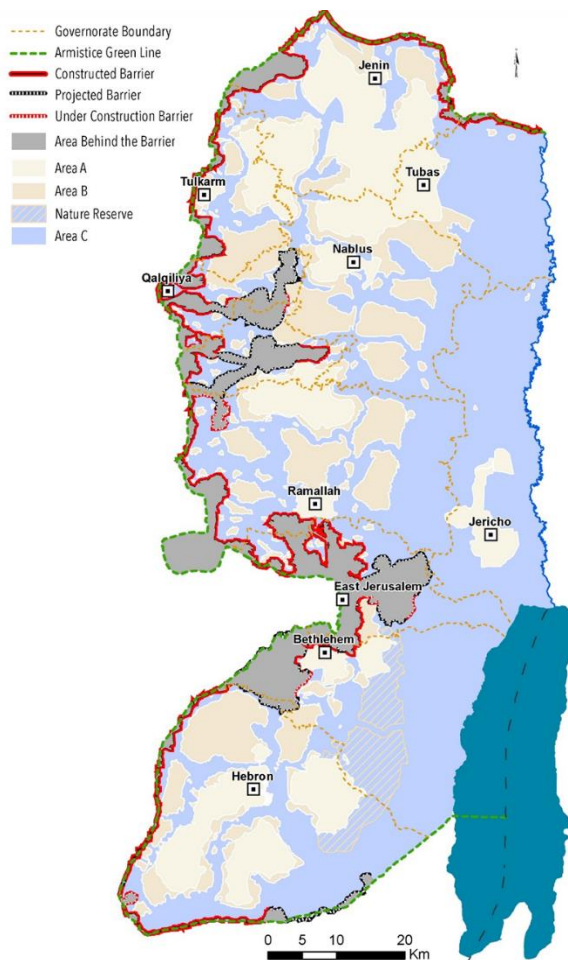 Governorate Boundary
Armistice Green Line
Constructed Barrier
Projected Barrier
Under Construction Barrier
Area Behind the Barrier
Area A
Area B
Nature Reserve
Area C
Jenin
Tubas
Tulkarm
Nablus
Qalqiliya
Ramallah
Jericho
East Jerusalem
Bethlehem
Hebron
0 5 10 20
Km